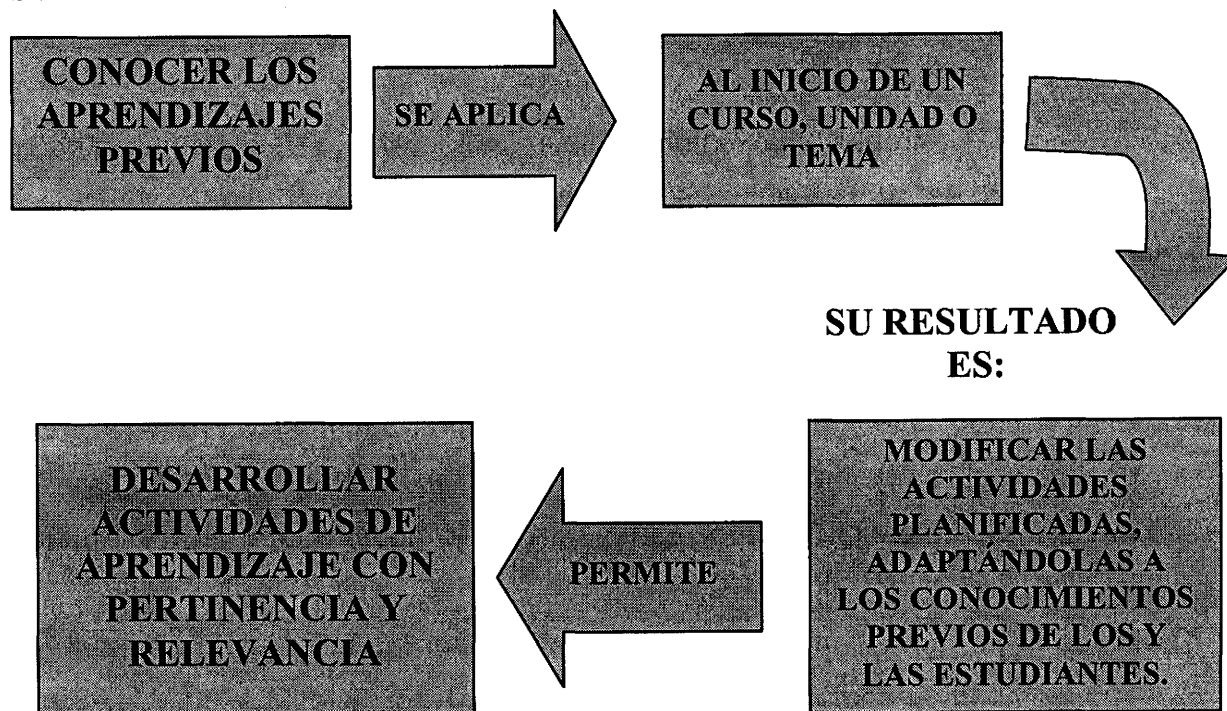 CONOCER LOS
APRENDIZAJES
PREVIOS
SE APLICA
AL INICIO DE UN
CURSO, UNIDAD O
TEMA
SU RESULTADO
ES:
MODIFICAR LAS
ACTIVIDADES
PLANIFICADAS,
ADAPTÁNDOLAS A
LOS CONOCIMIENTOS
PREVIOS DE LOS Y
LAS ESTUDIANTES.
PERMITE
DESARROLLAR
ACTIVIDADES DE
APRENDIZAJE CON
PERTINENCIA Y
RELEVANCIA